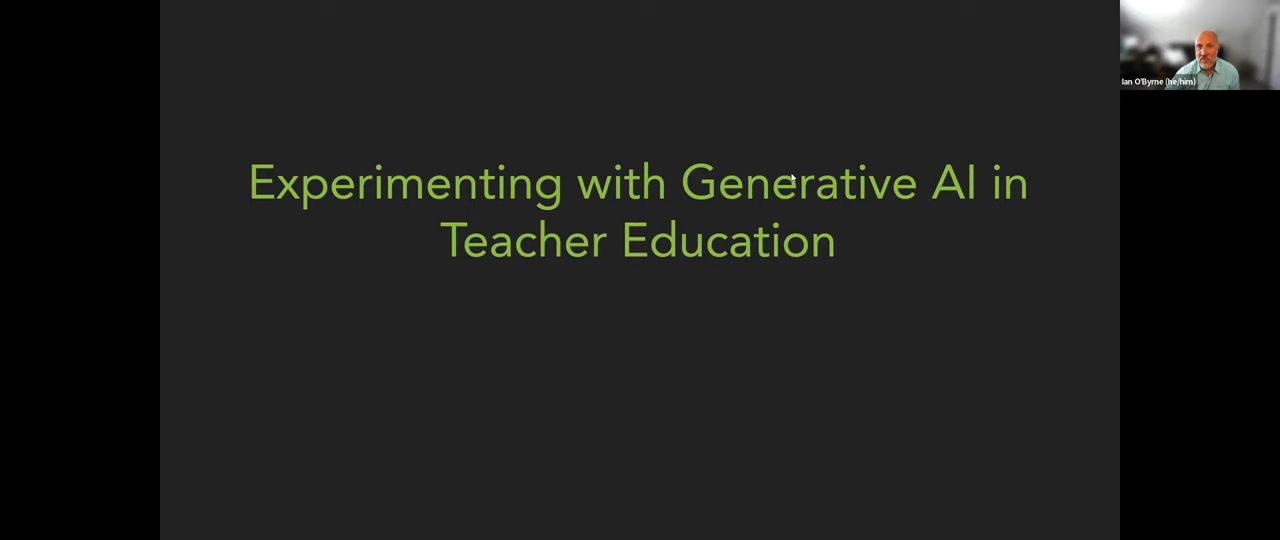 Experimenting with Generative AI in
Teacher Education
Ian O'Byrne (he/him)